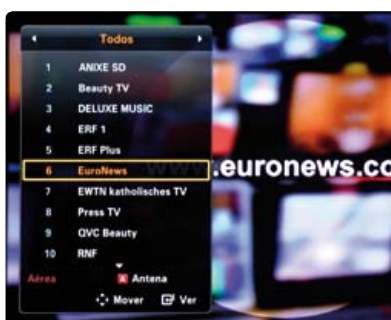 Todos
1 ANIXE SD
2 Beauty TV
3 DELUXE MUSIC
4 ERF 1
5 ERF Plus
6 EuroNews
www.euronews.co
7 EWTN katholisches TV
8 Press TV
9 QVC Beauty
10 RNF
Aérea A Antena
Mover Ver